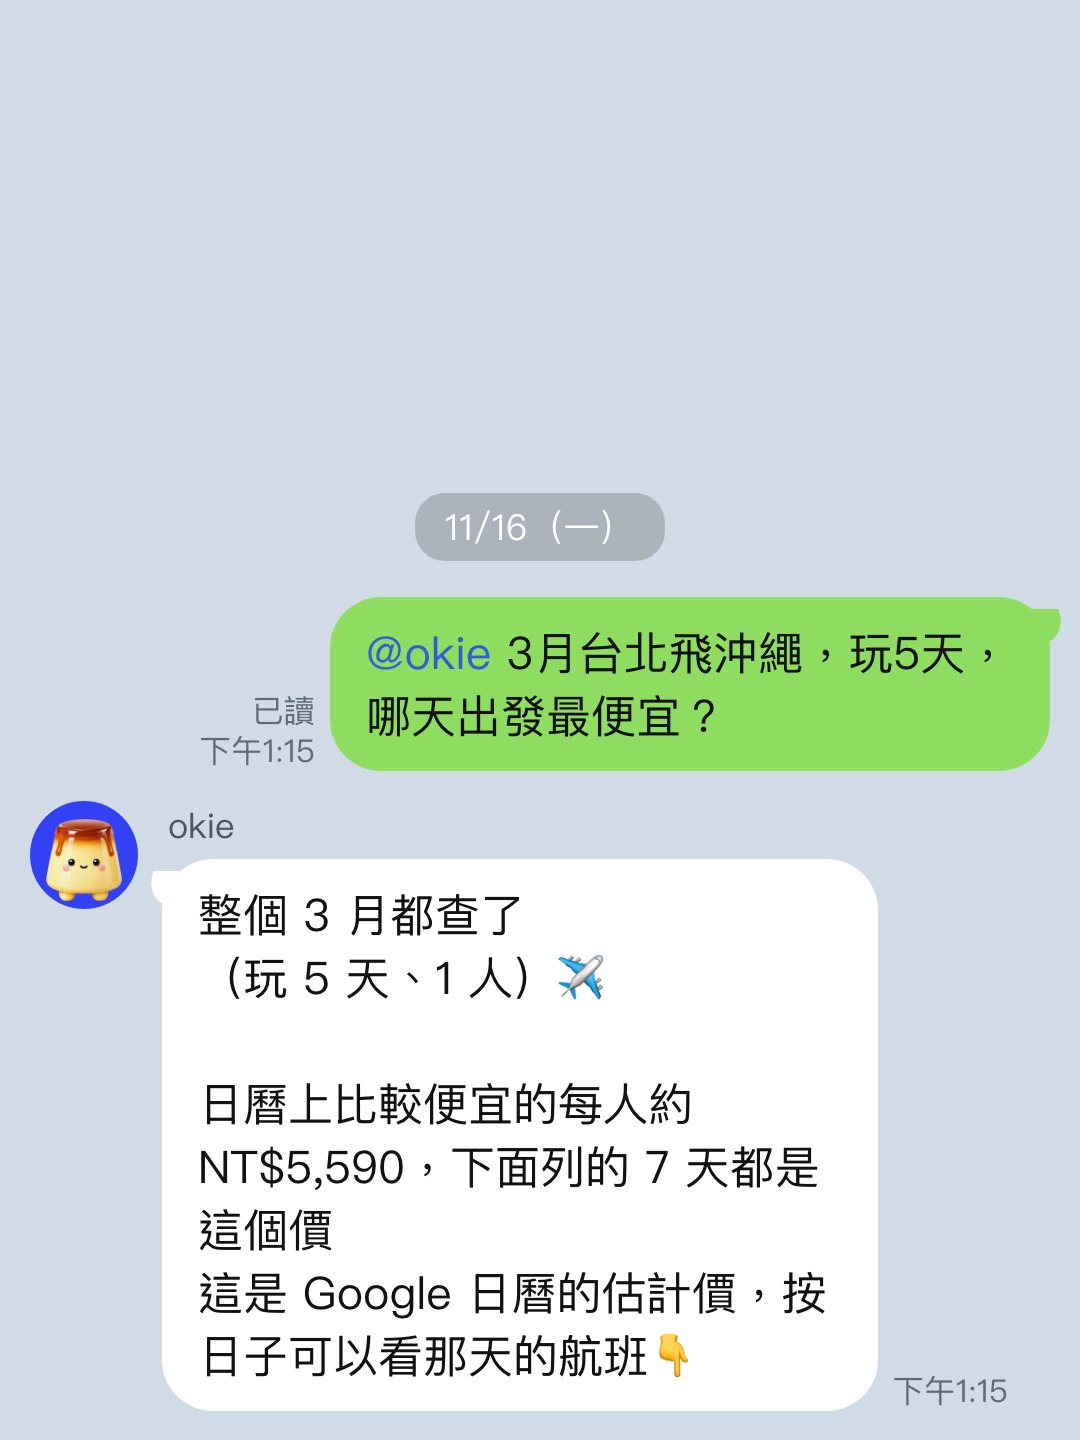 11/16（一）
@okie 3月台北飛沖繩，玩5天，
哪天出發最便宜？
已讀
下午1:15
okie
整個 3 月都查了
（玩 5 天、1 人）✈️
日曆上比較便宜的每人約
NT$5,590，下面列的 7 天都是
這個價
這是 Google 日曆的估計價，按
日子可以看那天的航班👇
下午1:15